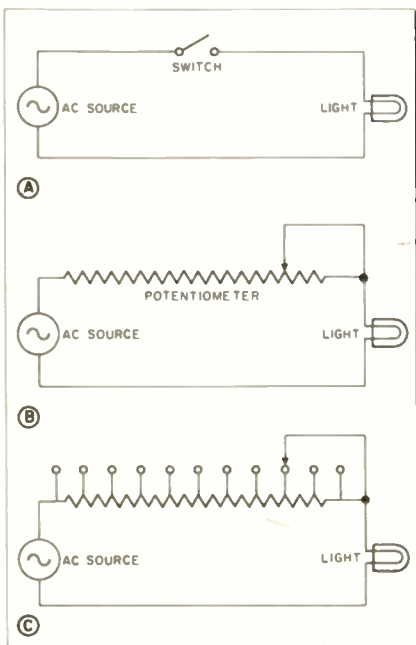 SWITCH
AC SOURCE
LIGHT
A
POTENTIOMETER
AC SOURCE
LIGHT
B
AC SOURCE
LIGHT
C